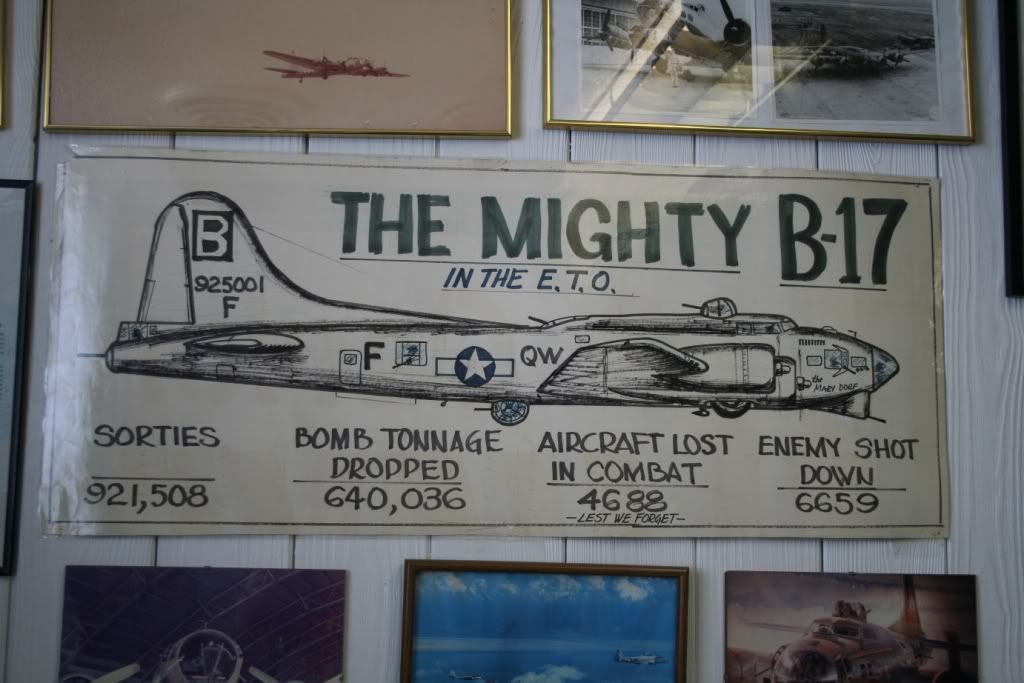 THE MIGHTY B-17
IN THE E.T.O.
B
925001
F
F
QW
the
MARY DORF
SORTIES
921,508
BOMB TONNAGE
DROPPED
640,036
AIRCRAFT LOST
IN COMBAT
4688
-LEST WE FORGET-
ENEMY SHOT
DOWN
6659